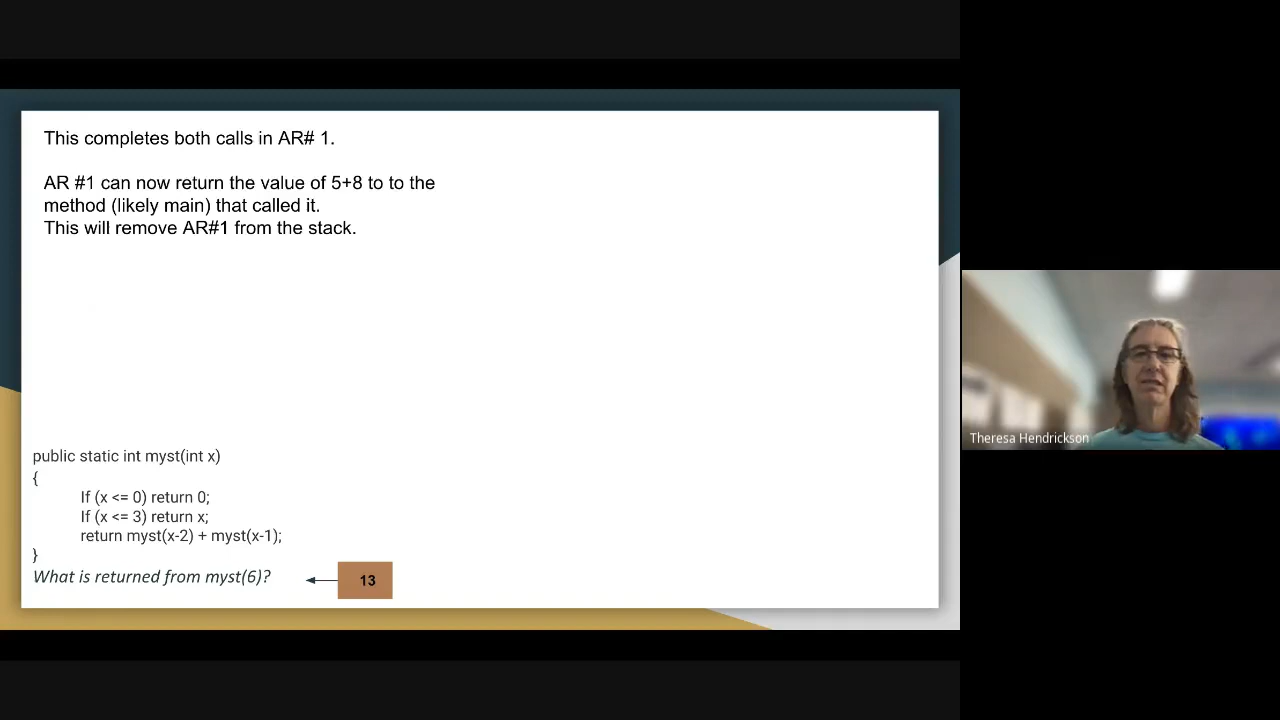 This completes both calls in AR# 1.
AR #1 can now return the value of 5+8 to to the
method (likely main) that called it.
This will remove AR#1 from the stack.
public static int myst(int x)
{
If (x <= 0) return 0;
If (x <= 3) return x;
return myst(x-2) + myst(x-1);
}
What is returned from myst(6)?
13
Theresa Hendrickson